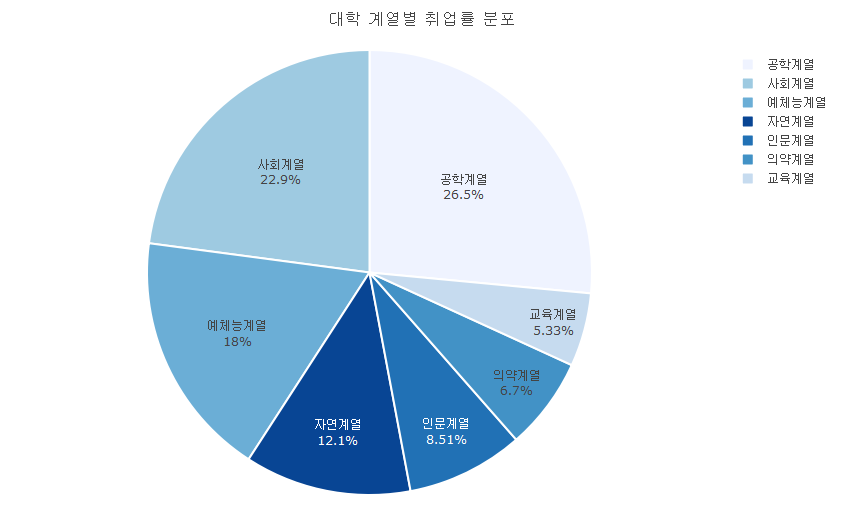 대학 계열별 취업률 분포
공학계열
사회계열
예체능계열
자연계열
인문계열
의약계열
교육계열
사회계열
22.9%
공학계열
26.5%
교육계열
5.33%
예체능계열
18%
의약계열
6.7%
자연계열
12.1%
인문계열
8.51%